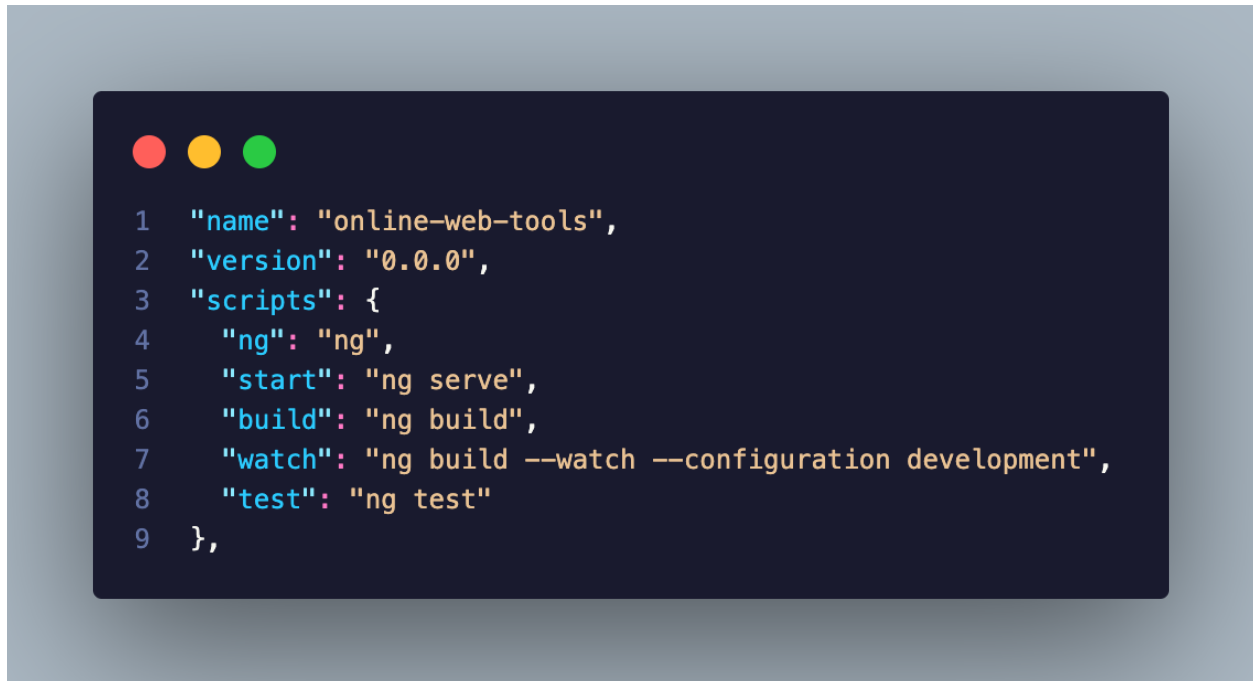 1 "name": "online-web-tools",
2 "version": "0.0.0",
3 "scripts": {
4   "ng": "ng",
5   "start": "ng serve",
6   "build": "ng build",
7   "watch": "ng build --watch --configuration development",
8   "test": "ng test"
9 },